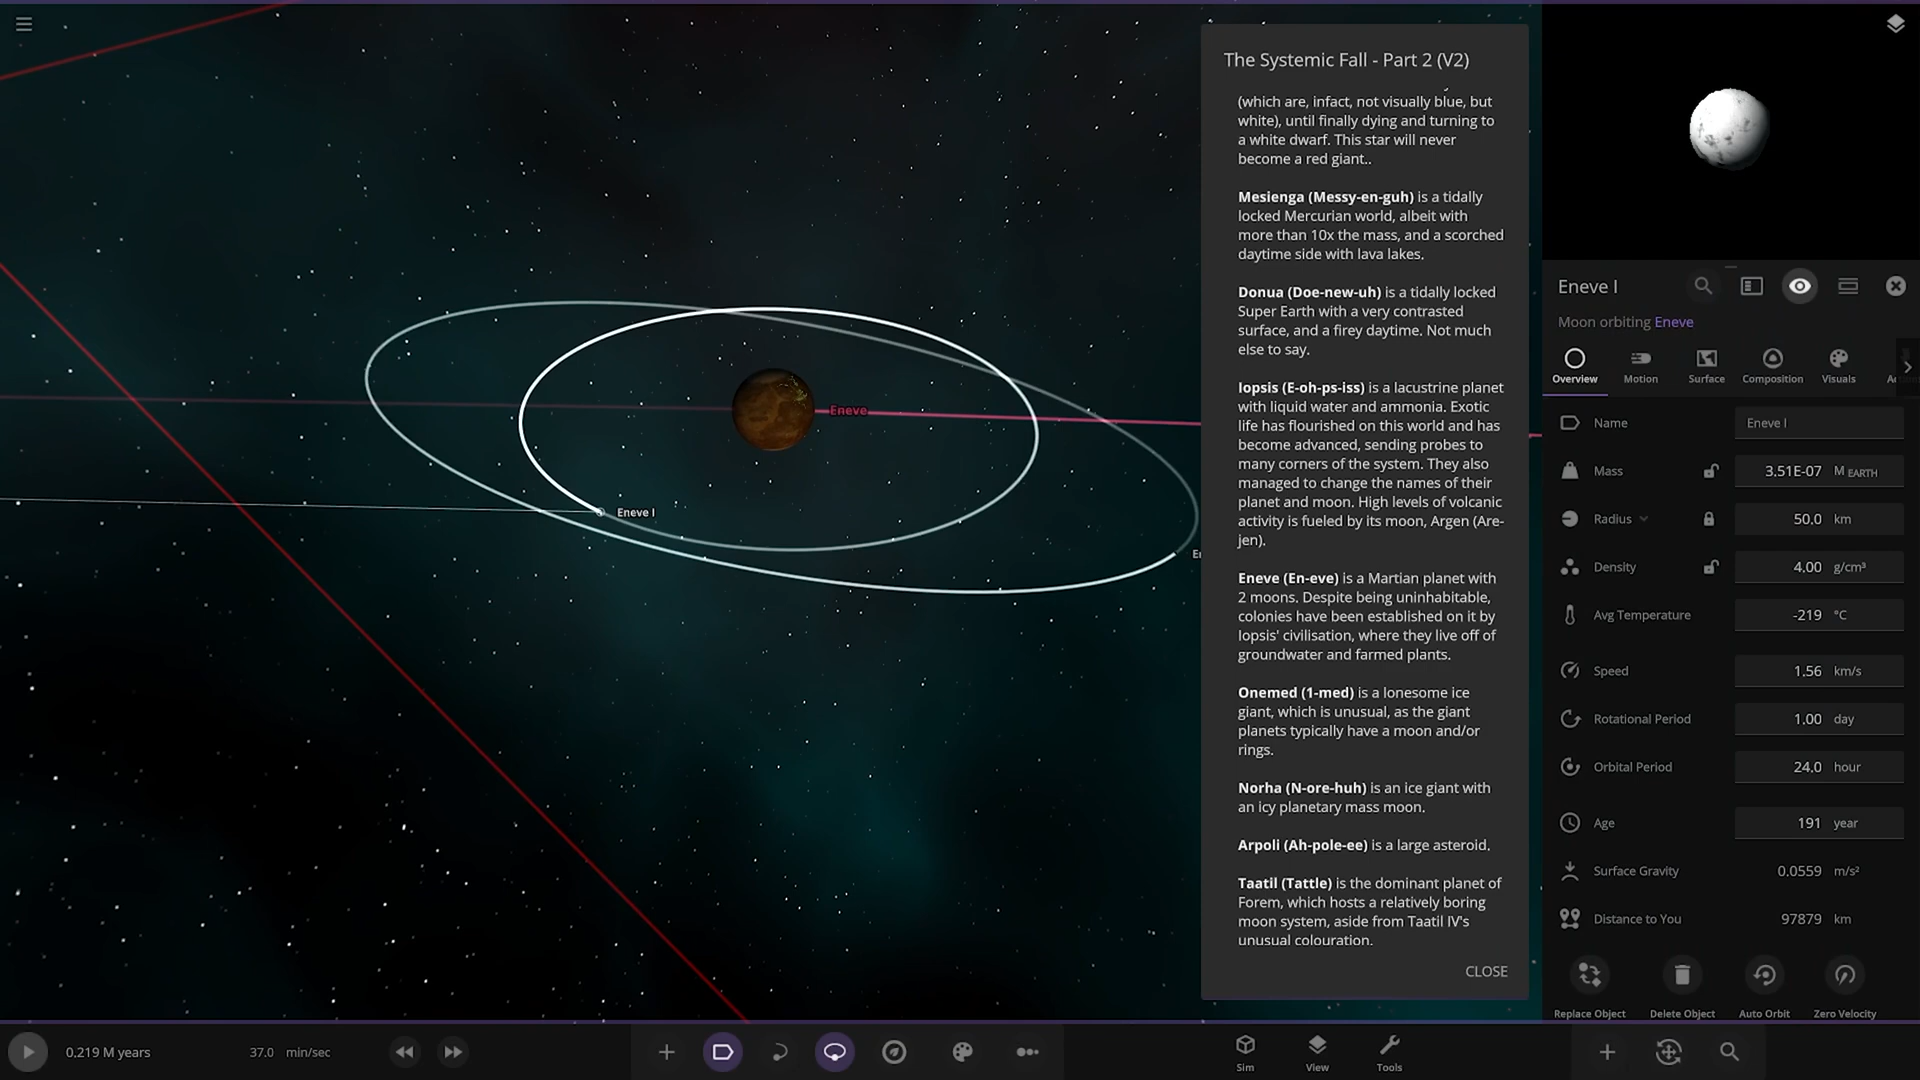 The Systemic Fall - Part 2 (V2)
(which are, infact, not visually blue, but
white), until finally dying and turning to
a white dwarf. This star will never
become a red giant..
Mesienga (Messy-en-guh) is a tidally
locked Mercurian world, albeit with
more than 10x the mass, and a scorched
daytime side with lava lakes.
Donua (Doe-new-uh) is a tidally locked
Super Earth with a very contrasted
surface, and a firey daytime. Not much
else to say.
Iopsis (E-oh-ps-iss) is a lacustrine planet
with liquid water and ammonia. Exotic
life has flourished on this world and has
become advanced, sending probes to
many corners of the system. They also
managed to change the names of their
planet and moon. High levels of volcanic
activity is fueled by its moon, Argen (Are-
jen).
Eneve (En-eve) is a Martian planet with
2 moons. Despite being uninhabitable,
colonies have been established on it by
Iopsis' civilisation, where they live off of
groundwater and farmed plants.
Onemed (1-med) is a lonesome ice
giant, which is unusual, as the giant
planets typically have a moon and/or
rings.
Norha (N-ore-huh) is an ice giant with
an icy planetary mass moon.
Arpoli (Ah-pole-ee) is a large asteroid.
Taatil (Tattle) is the dominant planet of
Forem, which hosts a relatively boring
moon system, aside from Taatil IV's
unusual colouration.
CLOSE
Eneve
Eneve I
Eneve I
Moon orbiting Eneve
Overview Motion Surface Composition Visuals
Name Eneve I
Mass 3.51E-07 M EARTH
Radius 50.0 km
Density 4.00 g/cm³
Avg Temperature -219 °C
Speed 1.56 km/s
Rotational Period 1.00 day
Orbital Period 24.0 hour
Age 191 year
Surface Gravity 0.0559 m/s²
Distance to You 97879 km
Replace Object Delete Object Auto Orbit Zero Velocity
0.219 M years 37.0 min/sec
Sim View Tools